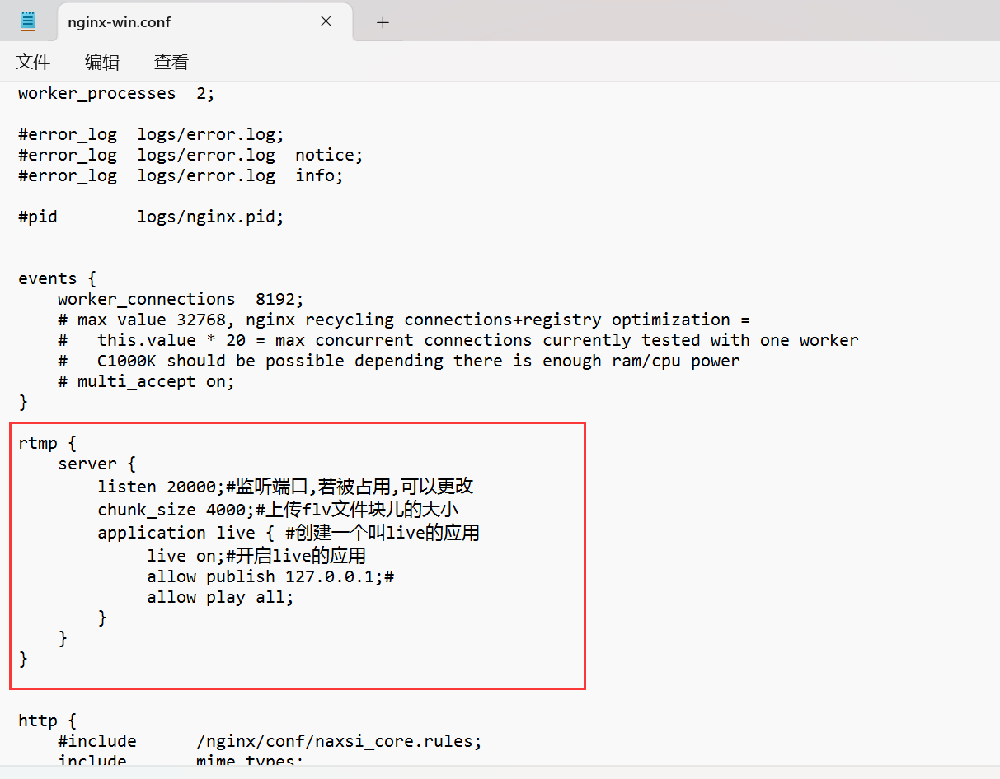 nginx-win.conf
文件 编辑 查看
worker_processes  2;
#error_log  logs/error.log;
#error_log  logs/error.log  notice;
#error_log  logs/error.log  info;
#pid        logs/nginx.pid;
events {
    worker_connections  8192;
    # max value 32768, nginx recycling connections+registry optimization =
    #   this.value * 20 = max concurrent connections currently tested with one worker
    #   C1000K should be possible depending there is enough ram/cpu power
    # multi_accept on;
}
rtmp {
    server {
        listen 20000;#监听端口,若被占用,可以更改
        chunk_size 4000;#上传flv文件块儿的大小
        application live { #创建一个叫live的应用
             live on;#开启live的应用
             allow publish 127.0.0.1;#
             allow play all;
        }
    }
}
http {
    #include      /nginx/conf/naxsi_core.rules;
    include       mime.types;